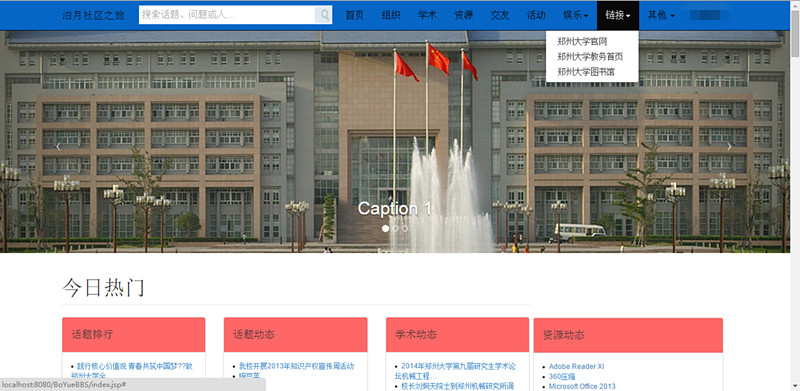 泊月社区之旅 搜索话题、问题或人... 首页 组织 学术 资源 交友 活动 娱乐 链接 其他
郑州大学官网
郑州大学教务首页
郑州大学图书馆
Caption 1
今日热门
话题排行
践行核心价值观 青春共筑中国梦??郑
话题动态
我校开展2013年知识产权宣传周活动
学术动态
2014年郑州大学第九届研究生学术论
坛机械工程
校长刘炯天院士到郑州机械研究所调
资源动态
Adobe Reader XI
360压缩
Microsoft Office 2013
localhost:8080/BoYueBBS/index.jsp#